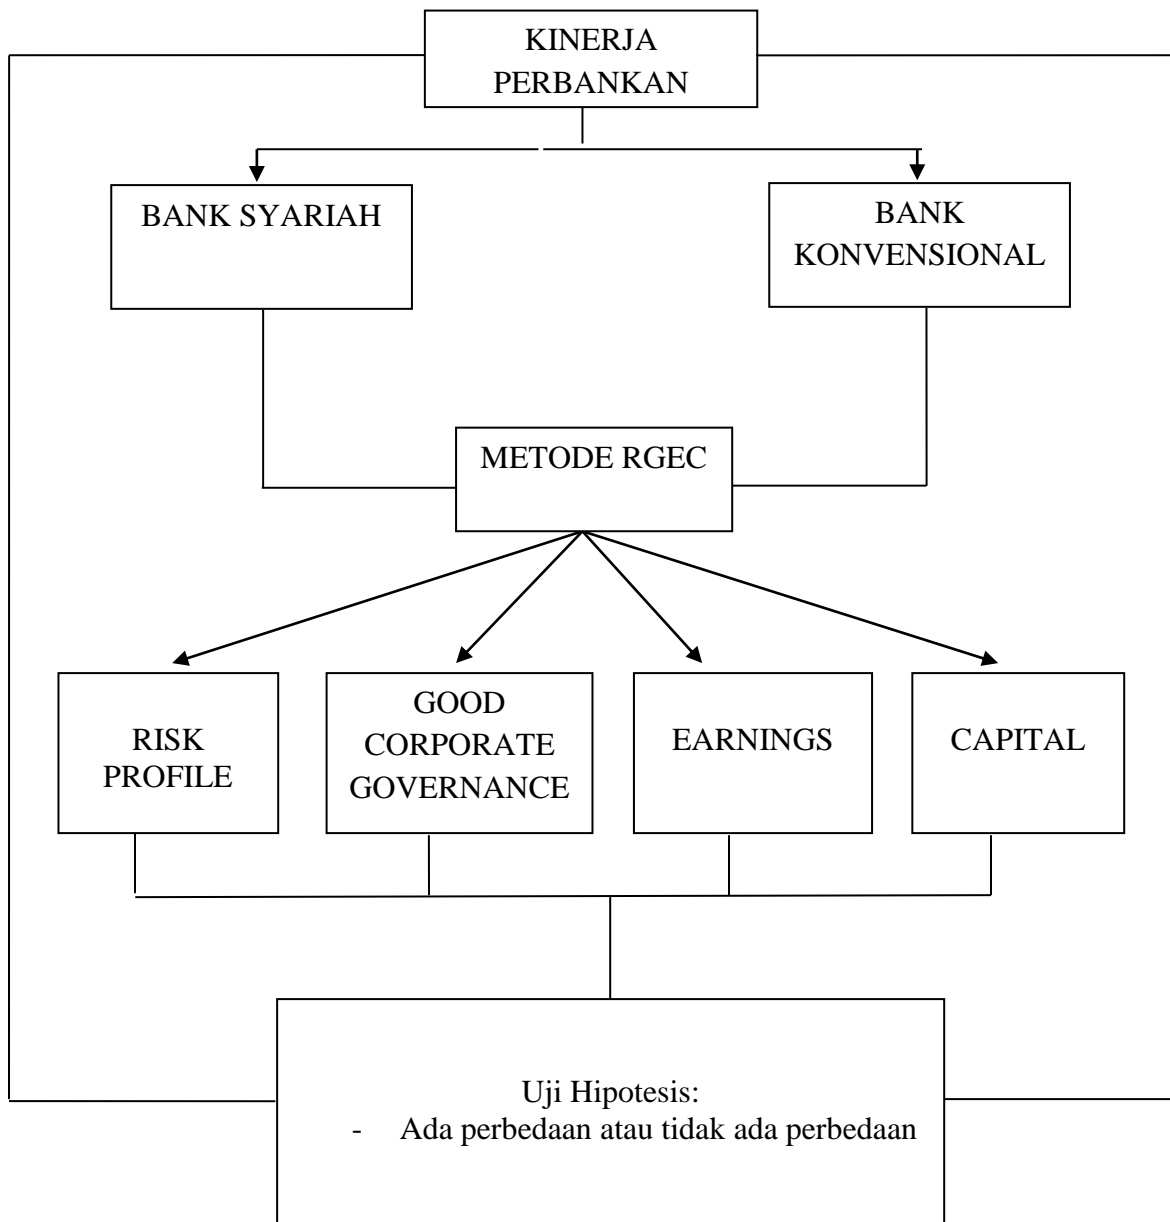 KINERJA
PERBANKAN
BANK SYARIAH
BANK
KONVENSIONAL
METODE RGEC
RISK
PROFILE
GOOD
CORPORATE
GOVERNANCE
EARNINGS
CAPITAL
Uji Hipotesis:
- Ada perbedaan atau tidak ada perbedaan